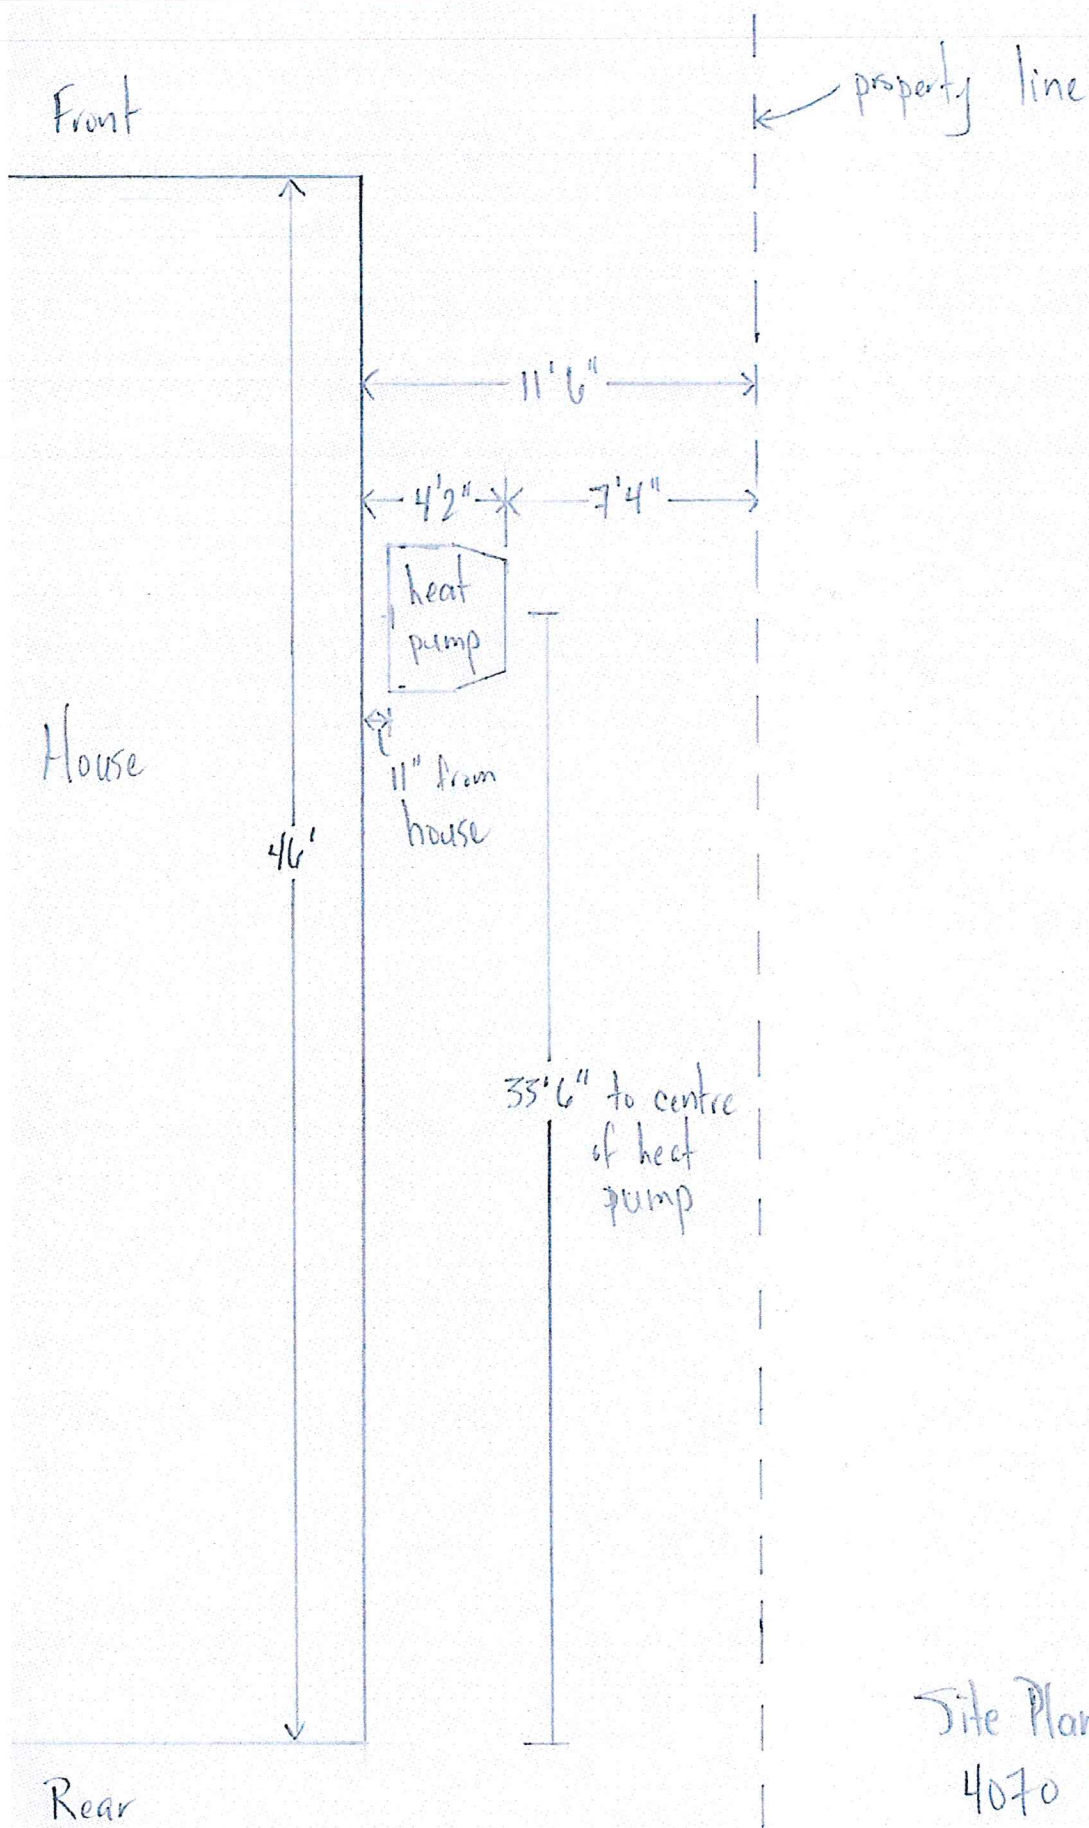 Front
property line
11'6"
4'2"
7'4"
heat
pump
House
11" from
house
46'
33'6" to centre
of heat
pump
Site Plan
4070
Rear